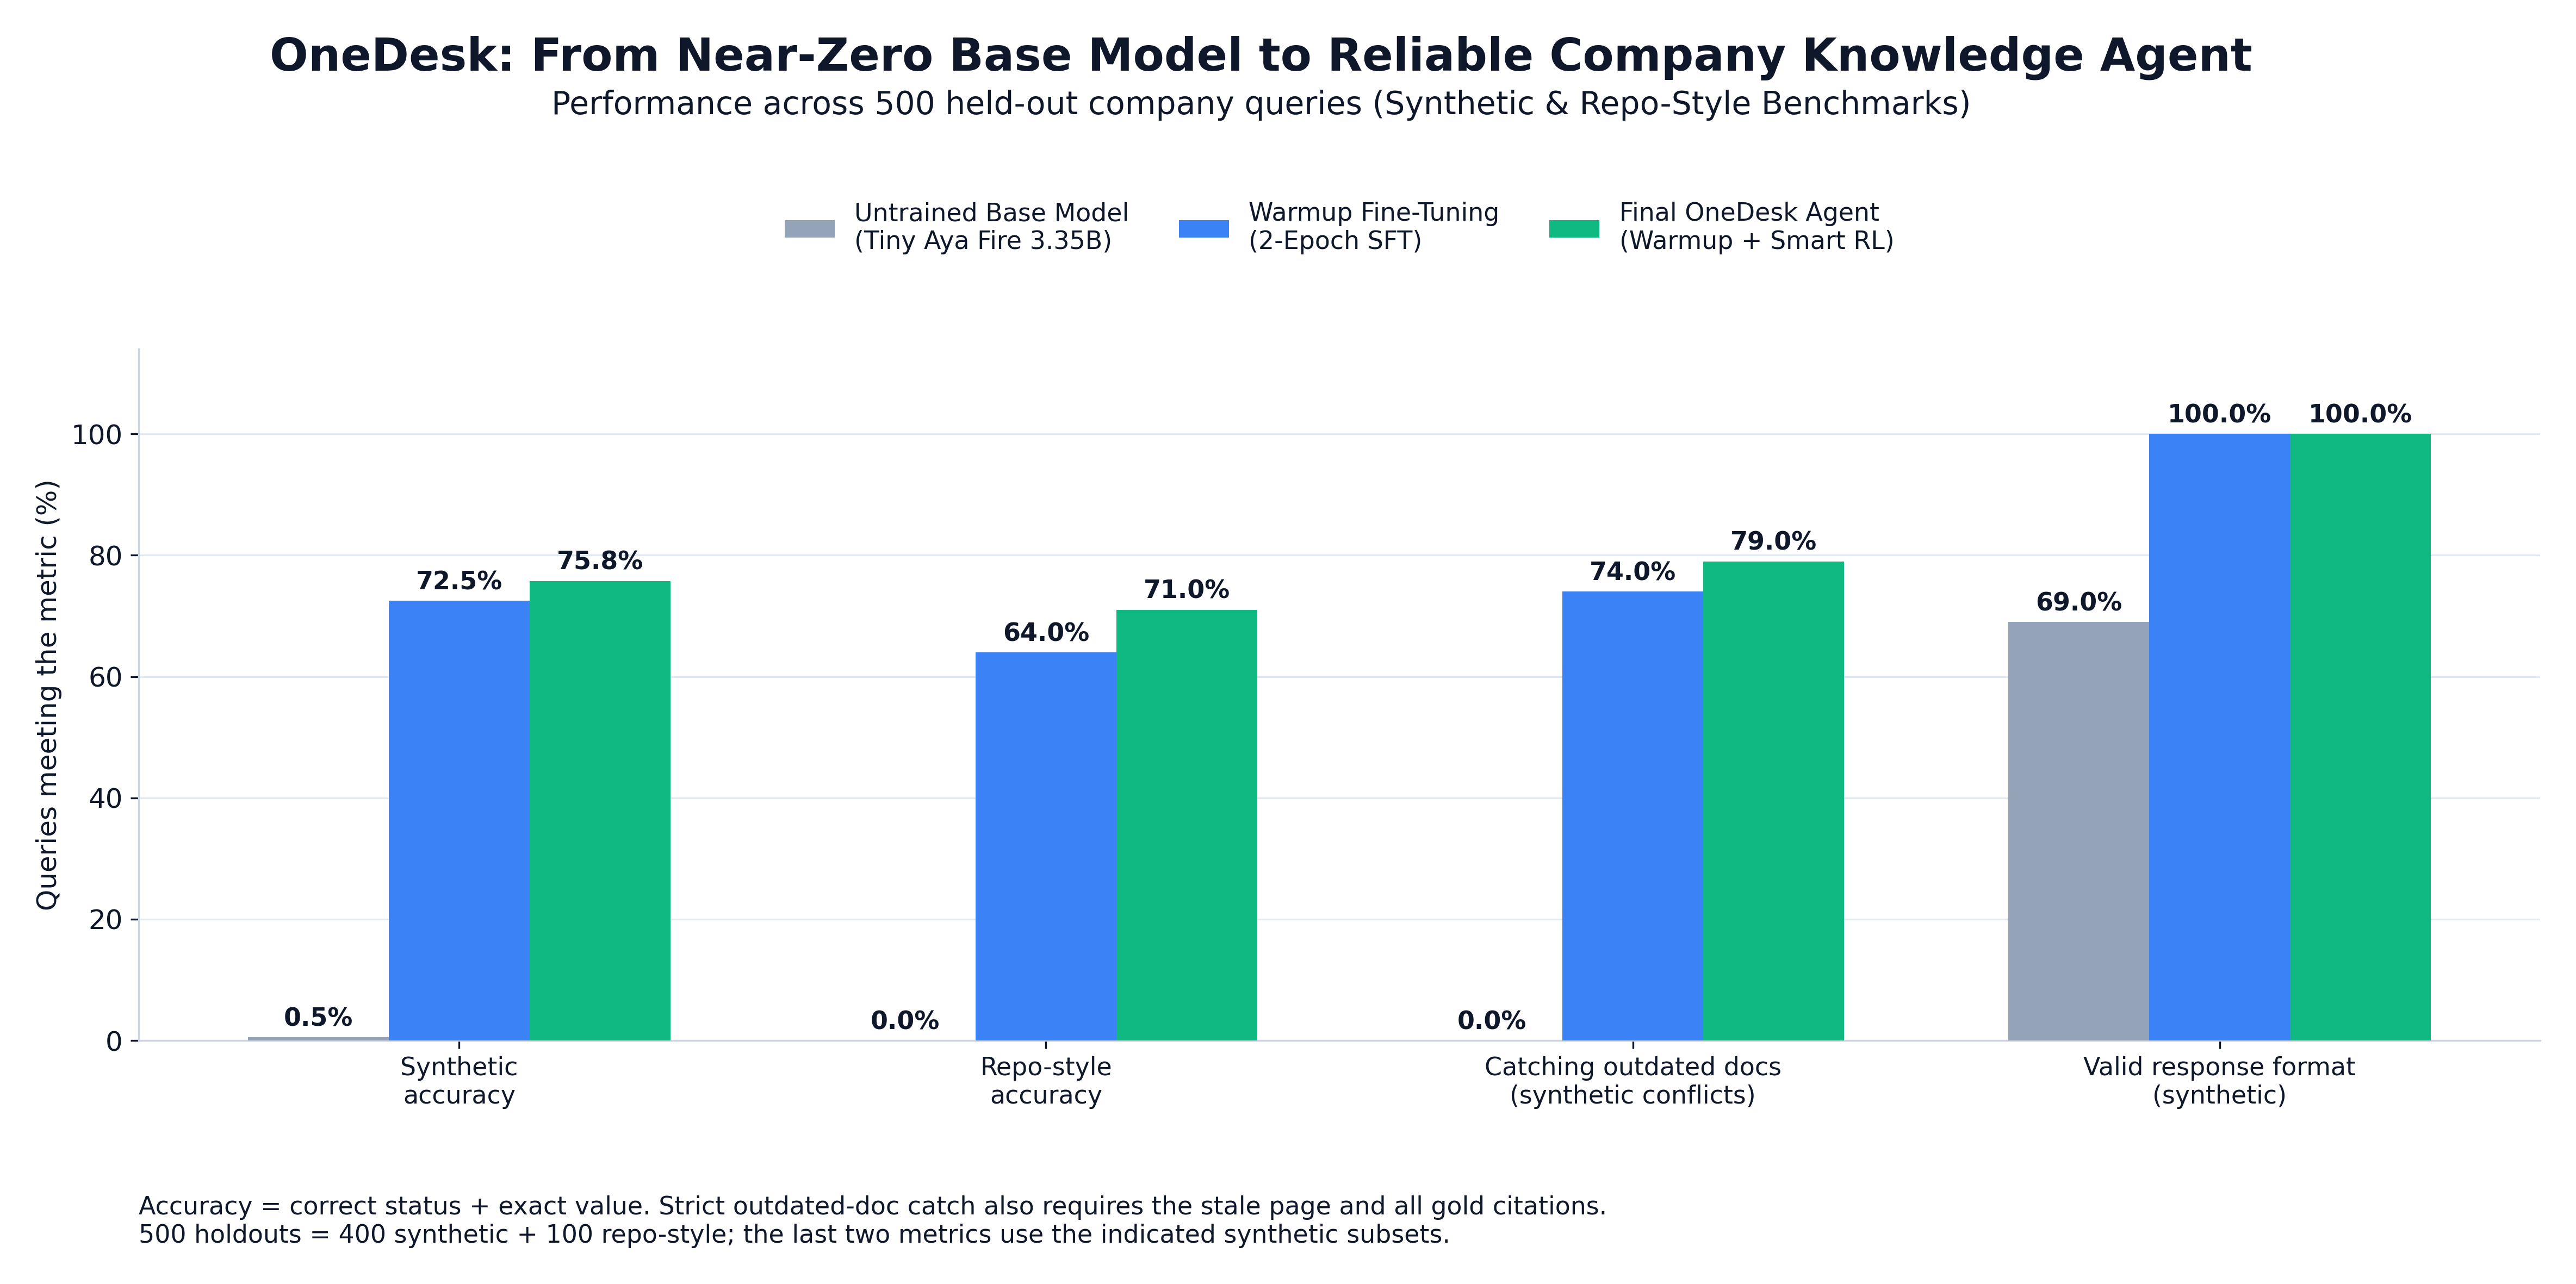 OneDesk: From Near-Zero Base Model to Reliable Company Knowledge Agent
Performance across 500 held-out company queries (Synthetic & Repo-Style Benchmarks)
Untrained Base Model
(Tiny Aya Fire 3.35B)
Warmup Fine-Tuning
(2-Epoch SFT)
Final OneDesk Agent
(Warmup + Smart RL)
Queries meeting the metric (%)
100
80
60
40
20
0
0.5%
72.5%
75.8%
0.0%
64.0%
71.0%
0.0%
74.0%
79.0%
69.0%
100.0%
100.0%
Synthetic
accuracy
Repo-style
accuracy
Catching outdated docs
(synthetic conflicts)
Valid response format
(synthetic)
Accuracy = correct status + exact value. Strict outdated-doc catch also requires the stale page and all gold citations.
500 holdouts = 400 synthetic + 100 repo-style; the last two metrics use the indicated synthetic subsets.